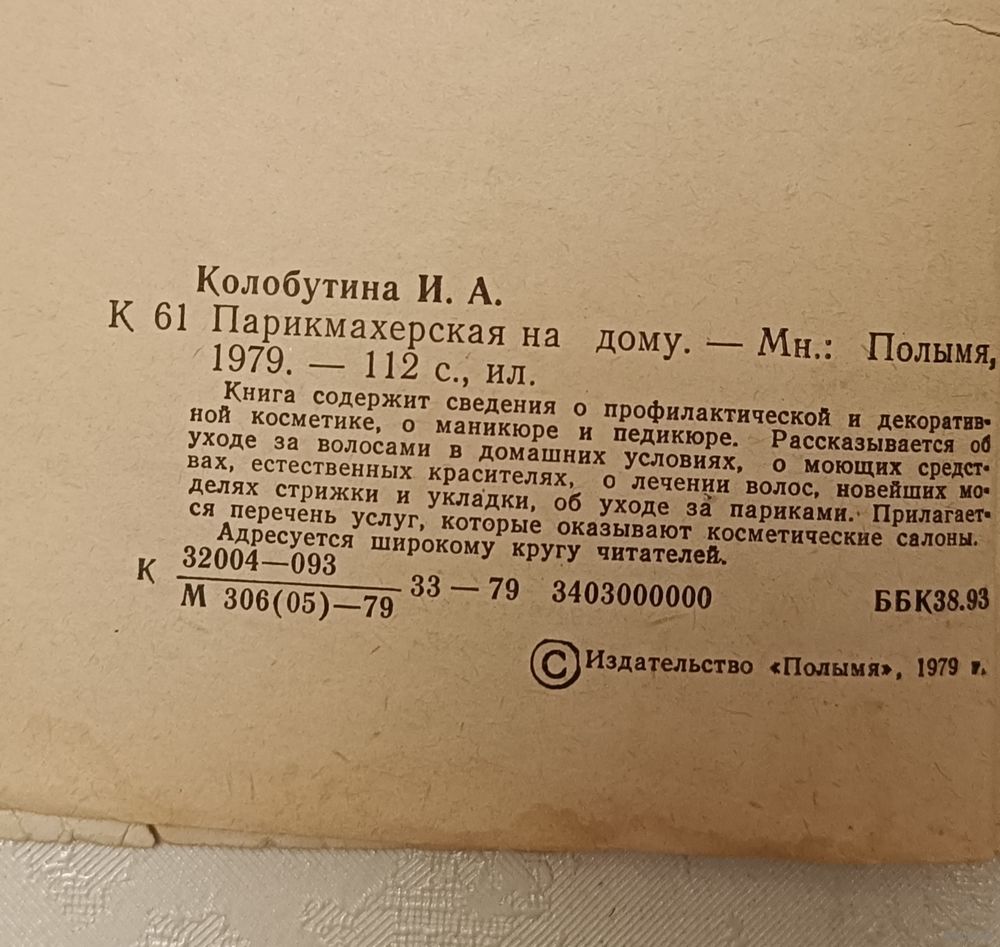 Колобутина И. А.
К 61 Парикмахерская на дому. — Мн.: Полымя,
1979. — 112 с., ил.
Книга содержит сведения о профилактической и декоратив-
ной косметике, о маникюре и педикюре. Рассказывается об
уходе за волосами в домашних условиях, о моющих средст-
вах, естественных красителях, о лечении волос, новейших мо-
делях стрижки и укладки, об уходе за париками. Прилагает-
ся перечень услуг, которые оказывают косметические салоны.
Адресуется широкому кругу читателей.
К 32004—093
М 306(05)—79 33 — 79 3403000000 ББК38.93
© Издательство «Полымя», 1979 г.